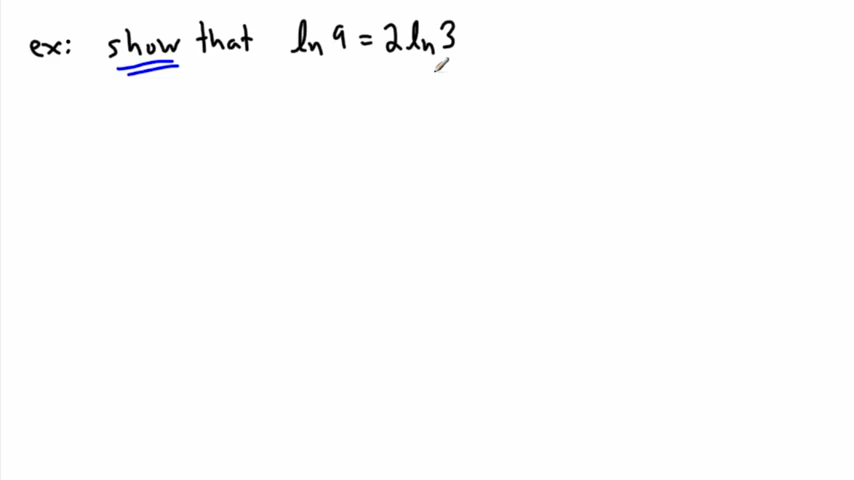 ex: show that ln 9 = 2 ln 3